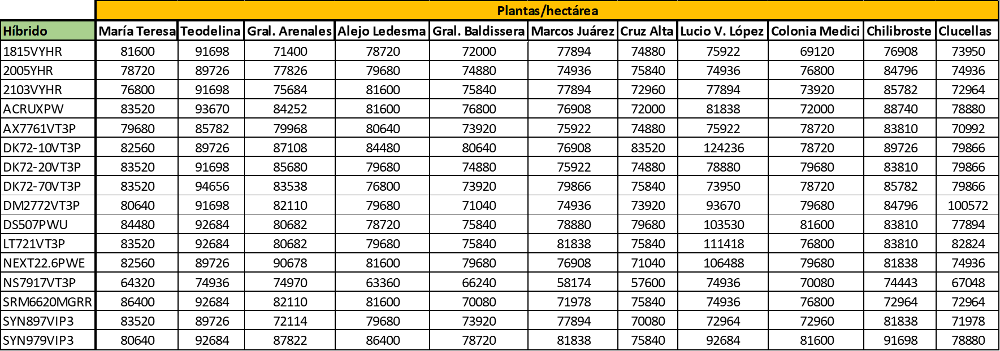 Plantas/hectárea
Híbrido María Teresa Teodelina Gral. Arenales Alejo Ledesma Gral. Baldissera Marcos Juárez Cruz Alta Lucio V. López Colonia Medici Chilibroste Clucellas
1815VYHR 81600 91698 71400 78720 72000 77894 74880 75922 69120 76908 73950
2005YHR 78720 89726 77826 79680 74880 74936 75840 74936 76800 84796 74936
2103VYHR 76800 91698 75684 81600 75840 77894 72960 77894 73920 85782 72964
ACRUXPW 83520 93670 84252 81600 76800 76908 72000 81838 72000 88740 78880
AX7761VT3P 79680 85782 79968 80640 73920 75922 74880 75922 78720 83810 70992
DK72-10VT3P 82560 89726 87108 84480 80640 76908 83520 124236 78720 89726 79866
DK72-20VT3P 83520 91698 85680 79680 74880 75922 74880 78880 79680 83810 79866
DK72-70VT3P 83520 94656 83538 76800 73920 79866 75840 73950 78720 85782 79866
DM2772VT3P 80640 91698 82110 79680 71040 74936 73920 93670 79680 84796 100572
DS507PWU 84480 92684 80682 78720 75840 78880 79680 103530 81600 83810 77894
LT721VT3P 83520 92684 80682 79680 75840 81838 75840 111418 76800 83810 82824
NEXT22.6PWE 82560 89726 90678 81600 79680 76908 71040 106488 79680 81838 74936
NS7917VT3P 64320 74936 74970 63360 66240 58174 57600 74936 70080 74443 67048
SRM6620MGRR 86400 92684 82110 81600 70080 71978 75840 74936 76800 72964 72964
SYN897VIP3 83520 89726 72114 79680 73920 77894 70080 72964 72960 81838 71978
SYN979VIP3 80640 92684 87822 86400 78720 81838 75840 92684 81600 91698 78880